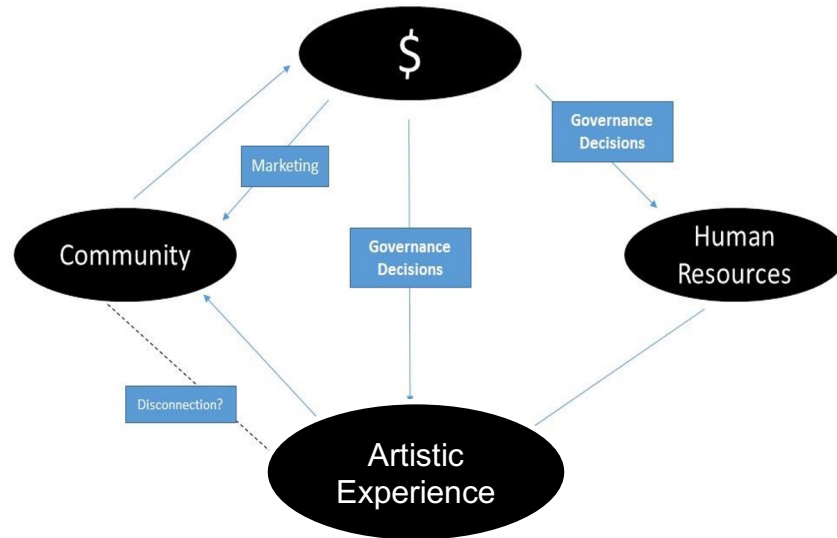 $
Governance
Decisions
Marketing
Community
Governance
Decisions
Human
Resources
Disconnection?
Artistic
Experience